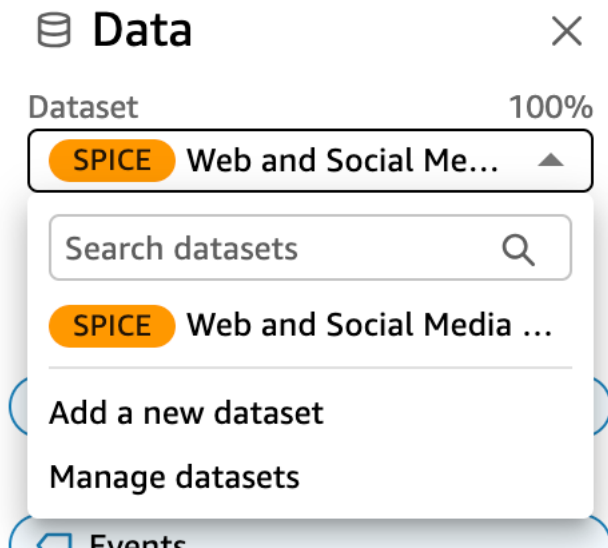 Data
Dataset 100%
SPICE Web and Social Me...
Search datasets
SPICE Web and Social Media ...
Add a new dataset
Manage datasets
Events